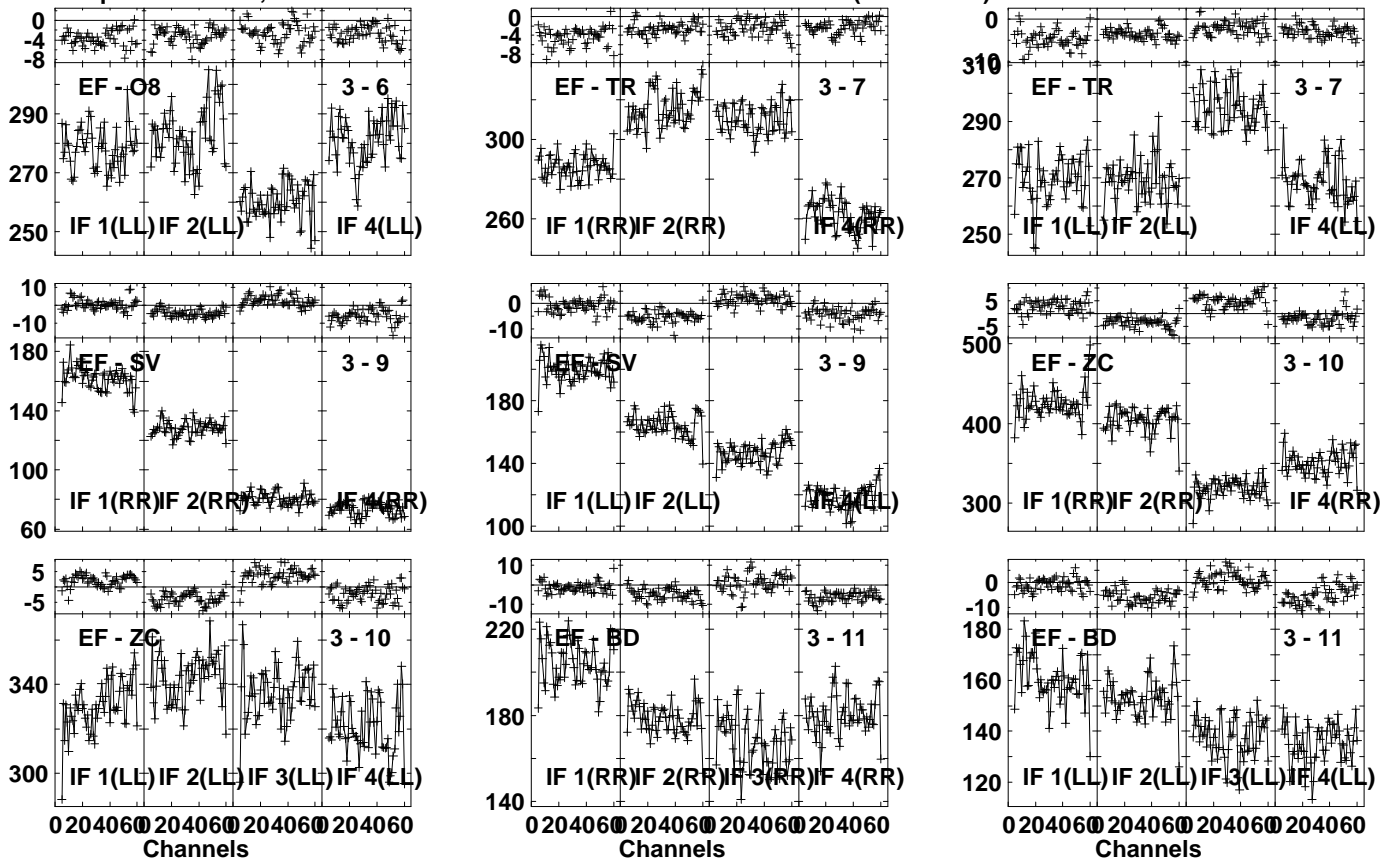 0
-4
-8
EF - O8
3 - 6
290
270
250
IF 1(LL)
IF 2(LL)
IF 4(LL)
0
-4
-8
EF - TR
3 - 7
300
260
IF 1(RR)
IF 2(RR)
IF 4(RR)
0
-10
310
EF - TR
3 - 7
290
270
250
IF 1(LL)
IF 2(LL)
IF 4(LL)
10
-10
180
EF - SV
3 - 9
140
100
60
IF 1(RR)
IF 2(RR)
IF 4(RR)
0
-10
EF - SV
3 - 9
180
140
100
IF 1(LL)
IF 2(LL)
IF 4(LL)
5
-5
500
EF - ZC
3 - 10
400
300
IF 1(RR)
IF 2(RR)
IF 4(RR)
5
-5
EF - ZC
3 - 10
340
300
IF 1(LL)
IF 2(LL)
IF 3(LL)
IF 4(LL)
0 204060 0 204060 0 204060 0 204060
Channels
10
-10
220
EF - BD
3 - 11
180
140
IF 1(RR)
IF 2(RR)
IF 3(RR)
IF 4(RR)
0 204060 0 204060 0 204060 0 204060
Channels
0
-10
180
EF - BD
3 - 11
160
140
120
IF 1(LL)
IF 2(LL)
IF 3(LL)
IF 4(LL)
0 204060 0 204060 0 204060 0 204060
Channels